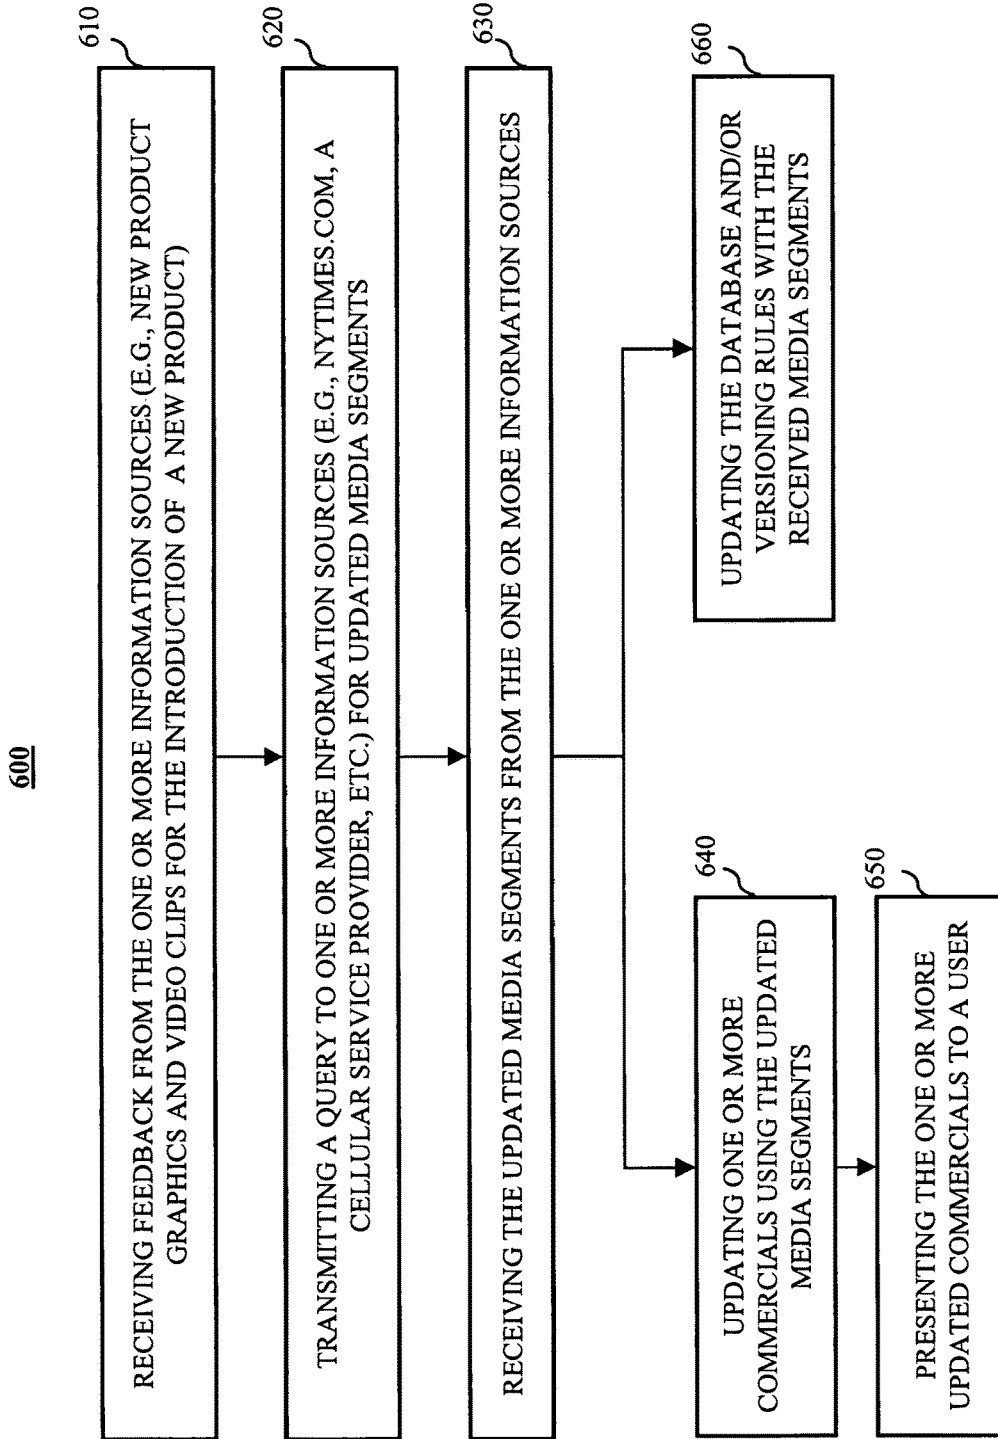 600
610
RECEIVING FEEDBACK FROM THE ONE OR MORE INFORMATION SOURCES (E.G., NEW PRODUCT
GRAPHICS AND VIDEO CLIPS FOR THE INTRODUCTION OF A NEW PRODUCT)
620
TRANSMITTING A QUERY TO ONE OR MORE INFORMATION SOURCES (E.G., NYTIMES.COM, A
CELLULAR SERVICE PROVIDER, ETC.) FOR UPDATED MEDIA SEGMENTS
630
RECEIVING THE UPDATED MEDIA SEGMENTS FROM THE ONE OR MORE INFORMATION SOURCES
640
UPDATING ONE OR MORE
COMMERCIALS USING THE UPDATED
MEDIA SEGMENTS
650
PRESENTING THE ONE OR MORE
UPDATED COMMERCIALS TO A USER
660
UPDATING THE DATABASE AND/OR
VERSIONING RULES WITH THE
RECEIVED MEDIA SEGMENTS